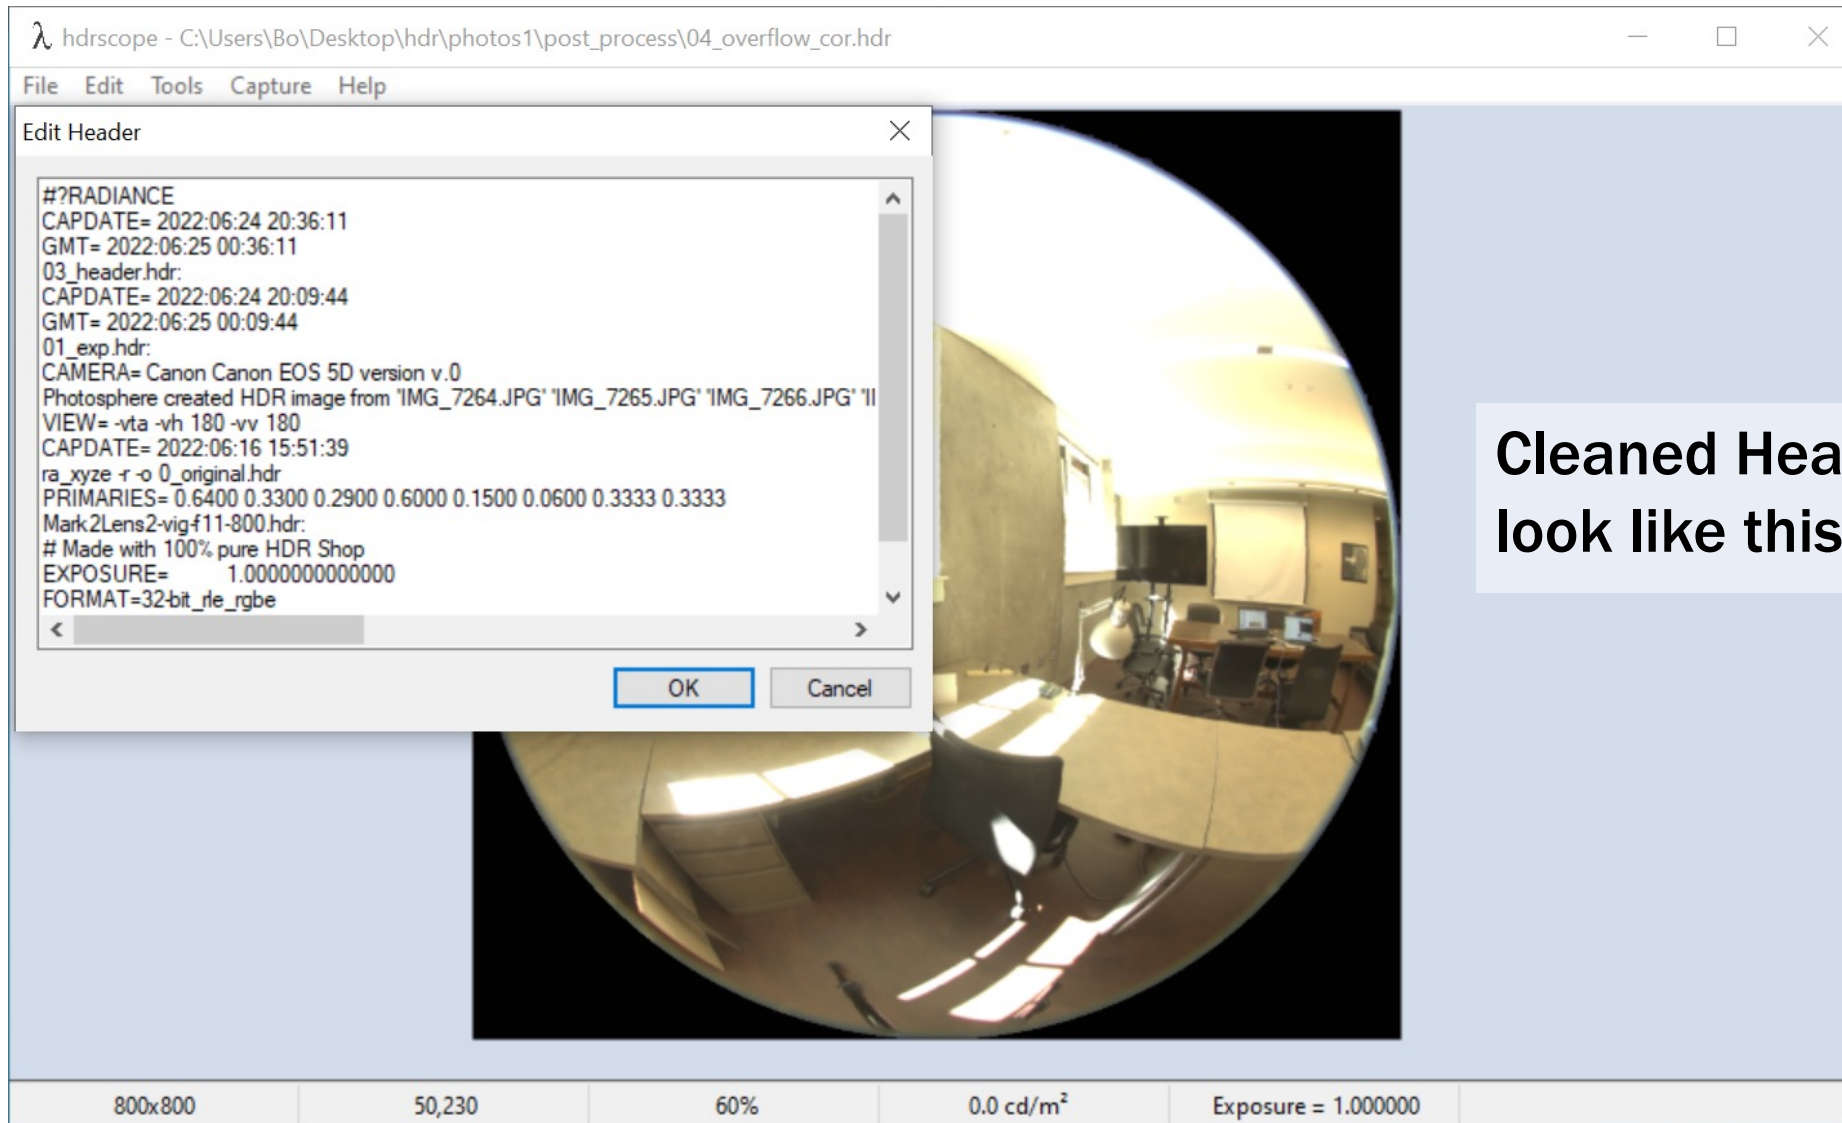 λ hdrscope - C:\Users\Bo\Desktop\hdr\photos1\post_process\04_overflow_cor.hdr
File Edit Tools Capture Help
Edit Header
#?RADIANCE
CAPDATE= 2022:06:24 20:36:11
GMT= 2022:06:25 00:36:11
03_header.hdr:
CAPDATE= 2022:06:24 20:09:44
GMT= 2022:06:25 00:09:44
01_exp.hdr:
CAMERA= Canon Canon EOS 5D version v.0
Photosphere created HDR image from 'IMG_7264.JPG' 'IMG_7265.JPG' 'IMG_7266.JPG'
VIEW= -vta -vh 180 -vv 180
CAPDATE= 2022:06:16 15:51:39
ra_xyze -r -o 0_original.hdr
PRIMARIES= 0.6400 0.3300 0.2900 0.6000 0.1500 0.0600 0.3333 0.3333
Mark2Lens2-vig-f11-800.hdr:
# Made with 100% pure HDR Shop
EXPOSURE= 1.0000000000000
FORMAT=32-bit_rle_rgbe
OK Cancel
Cleaned Hea
look like this
800x800 50,230 60% 0.0 cd/m² Exposure = 1.000000